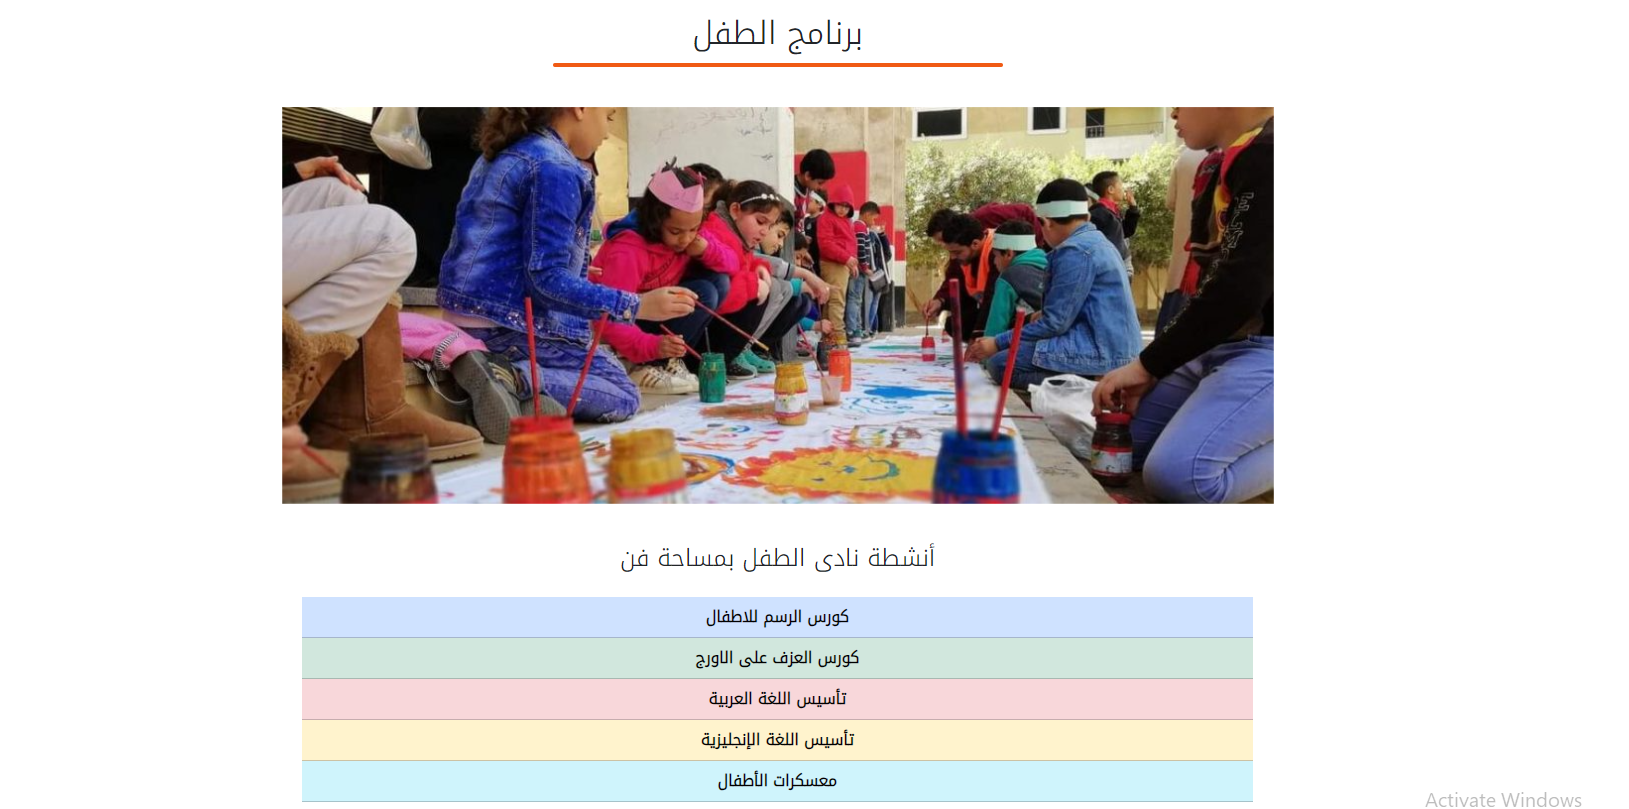 برنامج الطفل
أنشطة نادى الطفل بمساحة فن
كورس الرسم للاطفال
كورس العزف على الاورج
تأسيس اللغة العربية
تأسيس اللغة الإنجليزية
معسكرات الأطفال
Activate Windows